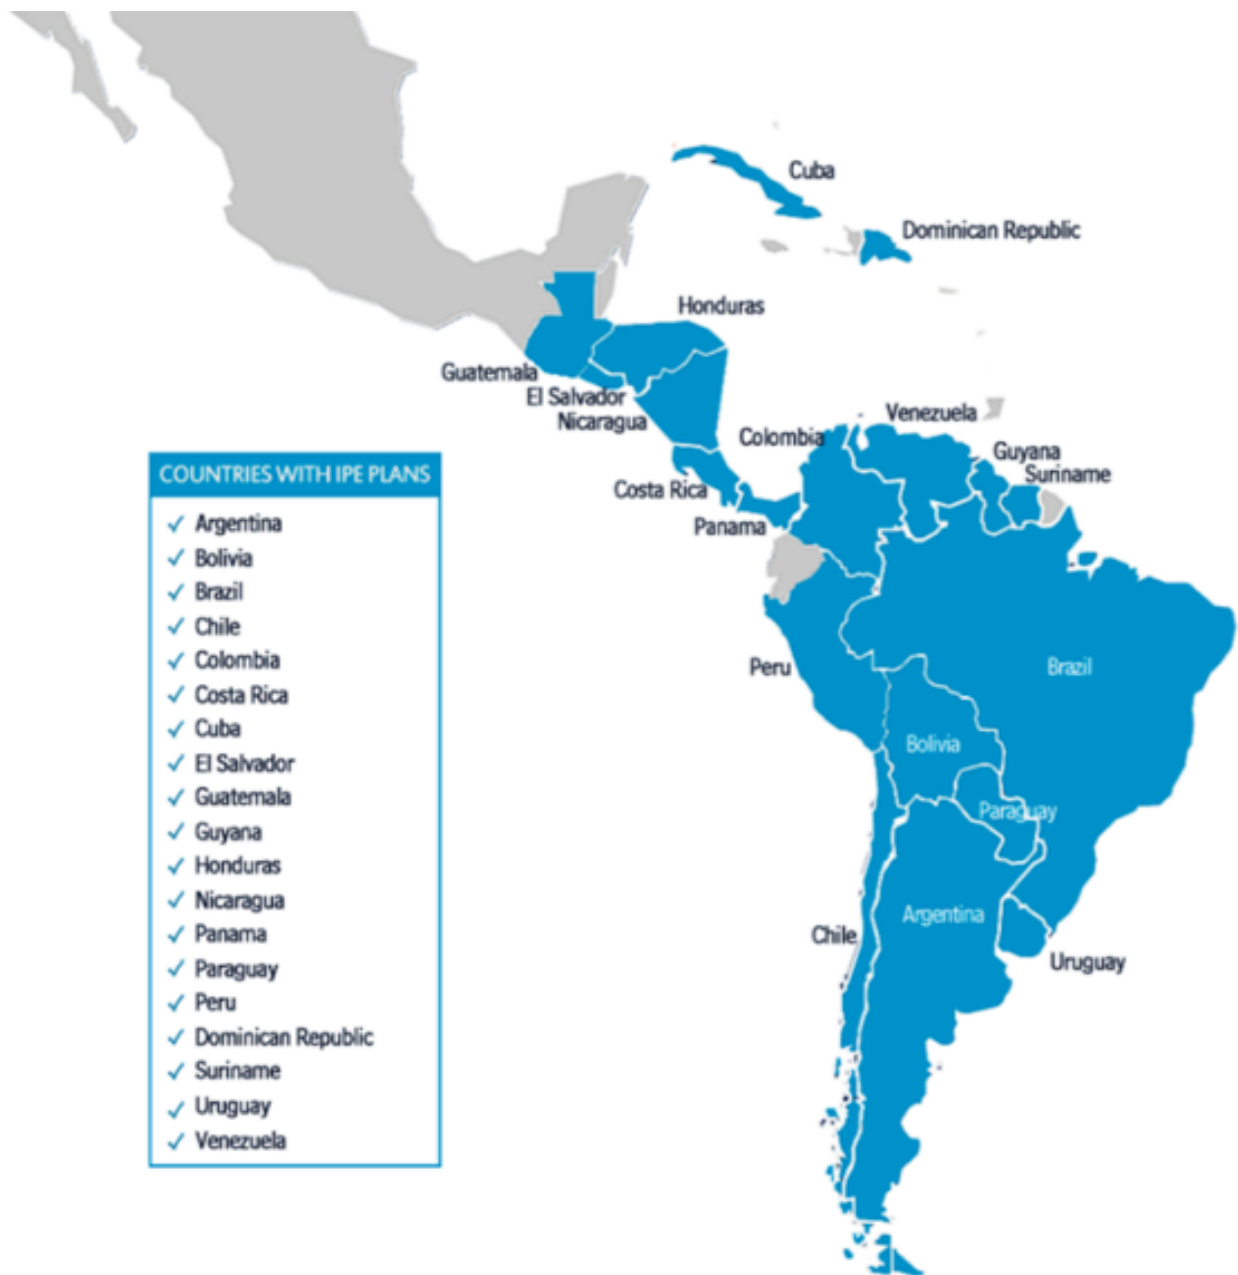 Cuba
Dominican Republic
Honduras
Guatemala
El Salvador
Nicaragua
Venezuela
Colombia
Guyana
Suriname
Costa Rica
Panama
Peru
Brazil
Bolivia
Paraguay
Argentina
Chile
Uruguay
COUNTRIES WITH IPE PLANS
✓ Argentina
✓ Bolivia
✓ Brazil
✓ Chile
✓ Colombia
✓ Costa Rica
✓ Cuba
✓ El Salvador
✓ Guatemala
✓ Guyana
✓ Honduras
✓ Nicaragua
✓ Panama
✓ Paraguay
✓ Peru
✓ Dominican Republic
✓ Suriname
✓ Uruguay
✓ Venezuela